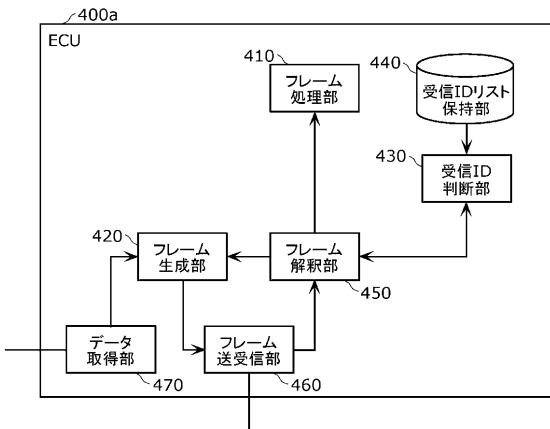 400a
ECU
410
フレーム
処理部
440
受信IDリスト
保持部
430
受信ID
判断部
420
フレーム
生成部
フレーム
解釈部
450
データ
取得部
470
フレーム
送受信部
460